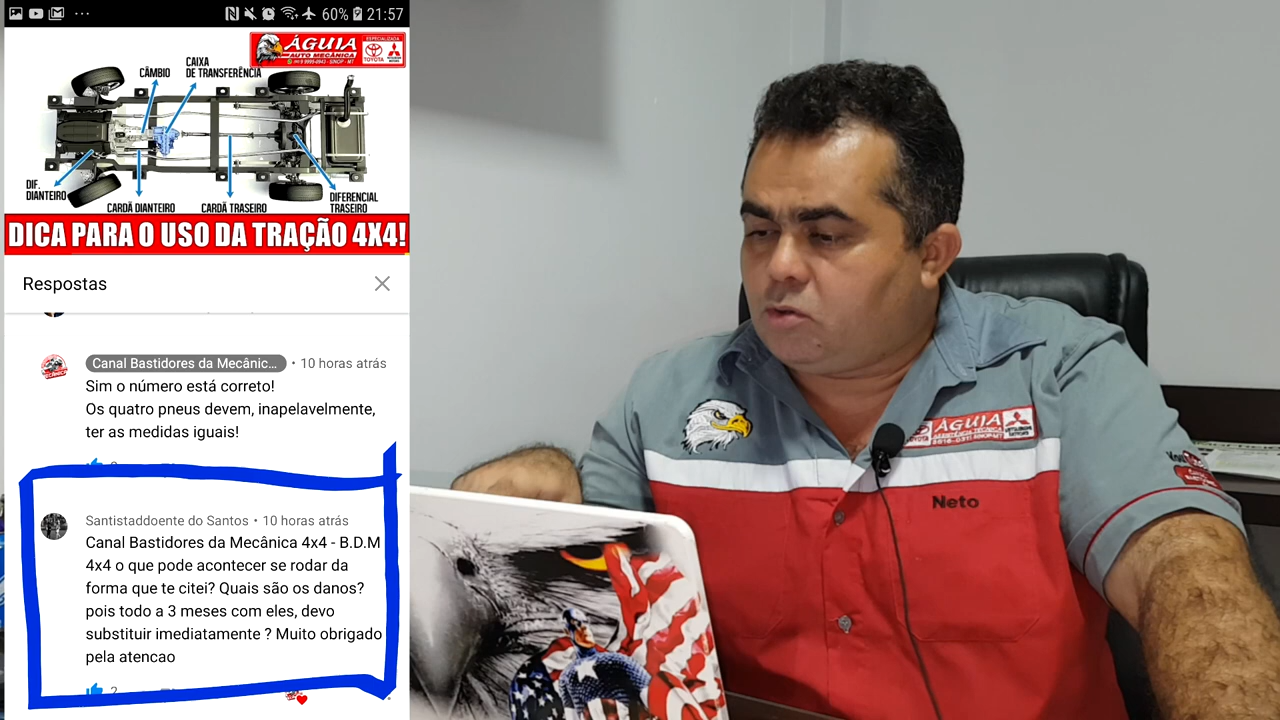 60% 21:57
ÁGUIA
AUTO MECÂNICA
ESPECIALIZADA
TOYOTA
CAIXA
DE TRANSFERÊNCIA
CÂMBIO
DIF.
DIANTEIRO
CARDÃ DIANTEIRO
CARDÃ TRASEIRO
DIFERENCIAL
TRASEIRO
DICA PARA O USO DA TRAÇÃO 4X4!
Respostas
Canal Bastidores da Mecânic... • 10 horas atrás
Sim o número está correto!
Os quatro pneus devem, inapelavelmente,
ter as medidas iguais!
Santistaddoente do Santos • 10 horas atrás
Canal Bastidores da Mecânica 4x4 - B.D.M
4x4 o que pode acontecer se rodar da
forma que te citei? Quais são os danos?
pois todo a 3 meses com eles, devo
substituir imediatamente ? Muito obrigado
pela atencao
2
ÁGUIA
ASSISTÊNCIA TÉCNICA
Neto